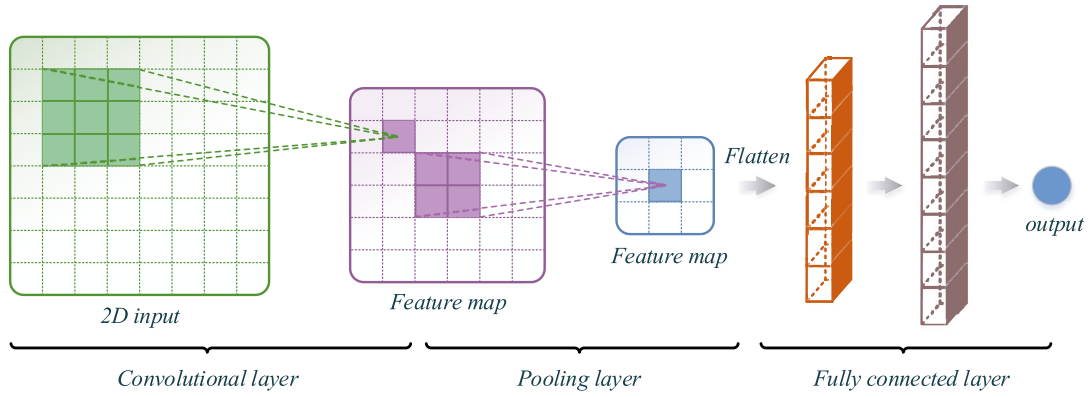 Flatten
output
Feature map
Feature map
2D input
Convolutional layer
Pooling layer
Fully connected layer